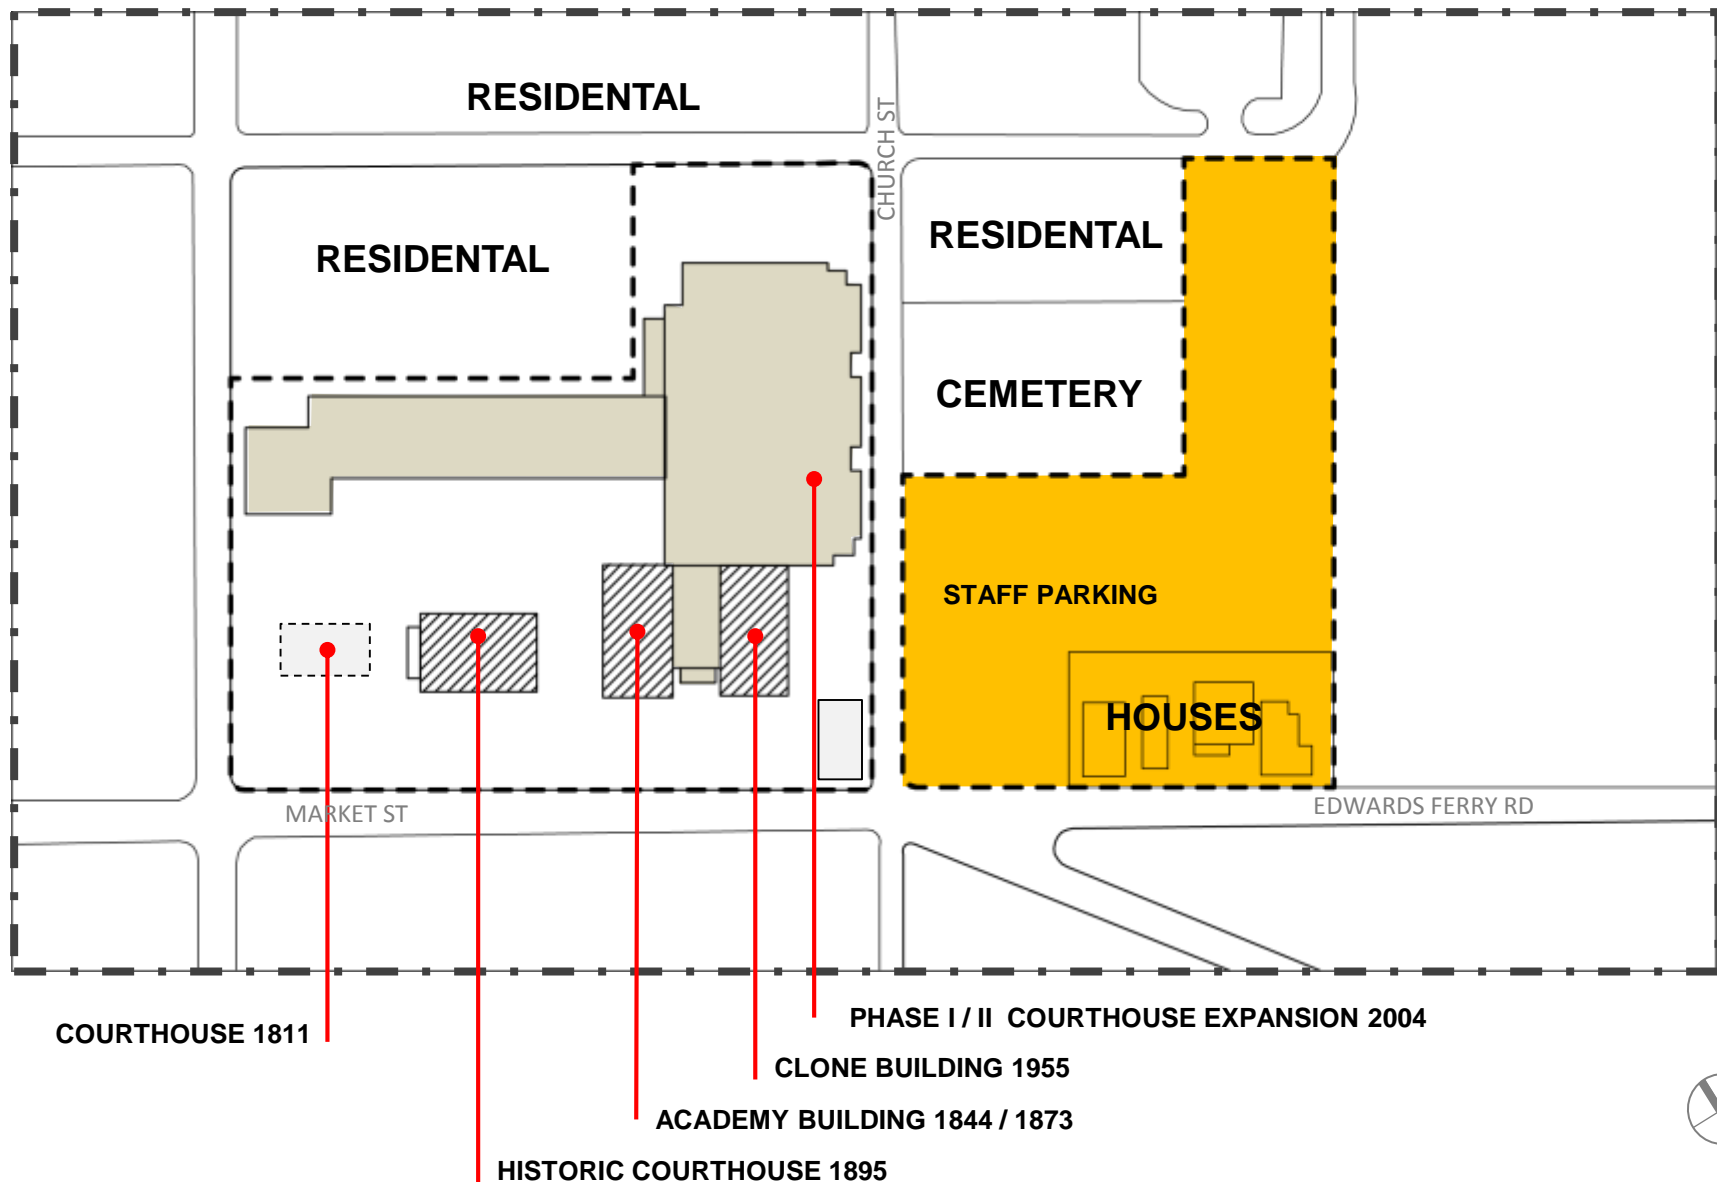 RESIDENTAL
CHURCH ST
RESIDENTAL
RESIDENTAL
CEMETERY
STAFF PARKING
HOUSES
MARKET ST
EDWARDS FERRY RD
COURTHOUSE 1811
PHASE I / II COURTHOUSE EXPANSION 2004
CLONE BUILDING 1955
ACADEMY BUILDING 1844 / 1873
HISTORIC COURTHOUSE 1895